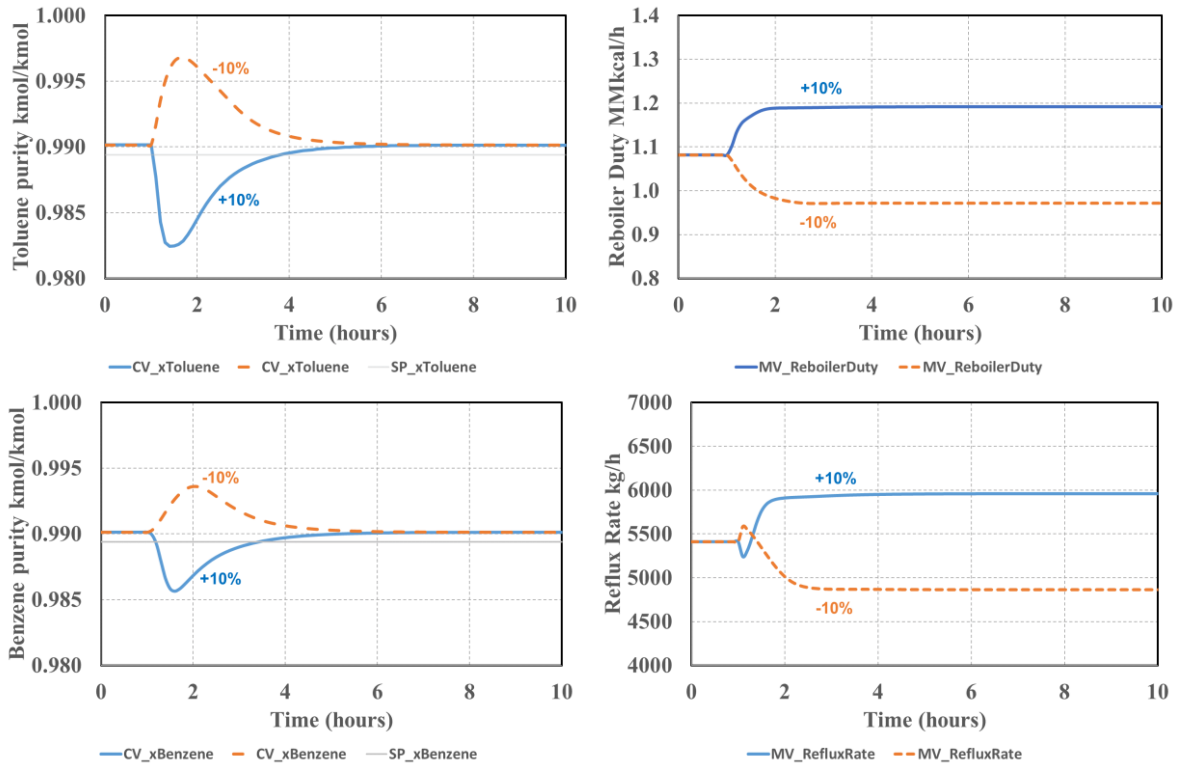 Toluene purity kmol/kmol
1.000
0.995
0.990
0.985
0.980
-10%
+10%
0 2 4 6 8 10
Time (hours)
CV_xToluene CV_xToluene SP_xToluene
Reboiler Duty MMkcal/h
1.4
1.3
1.2
1.1
1.0
0.9
0.8
+10%
-10%
0 2 4 6 8 10
Time (hours)
MV_ReboilerDuty MV_ReboilerDuty
Benzene purity kmol/kmol
1.000
0.995
0.990
0.985
0.980
-10%
+10%
0 2 4 6 8 10
Time (hours)
CV_xBenzene CV_xBenzene SP_xBenzene
Reflux Rate kg/h
7000
6500
6000
5500
5000
4500
4000
+10%
-10%
0 2 4 6 8 10
Time (hours)
MV_RefluxRate MV_RefluxRate